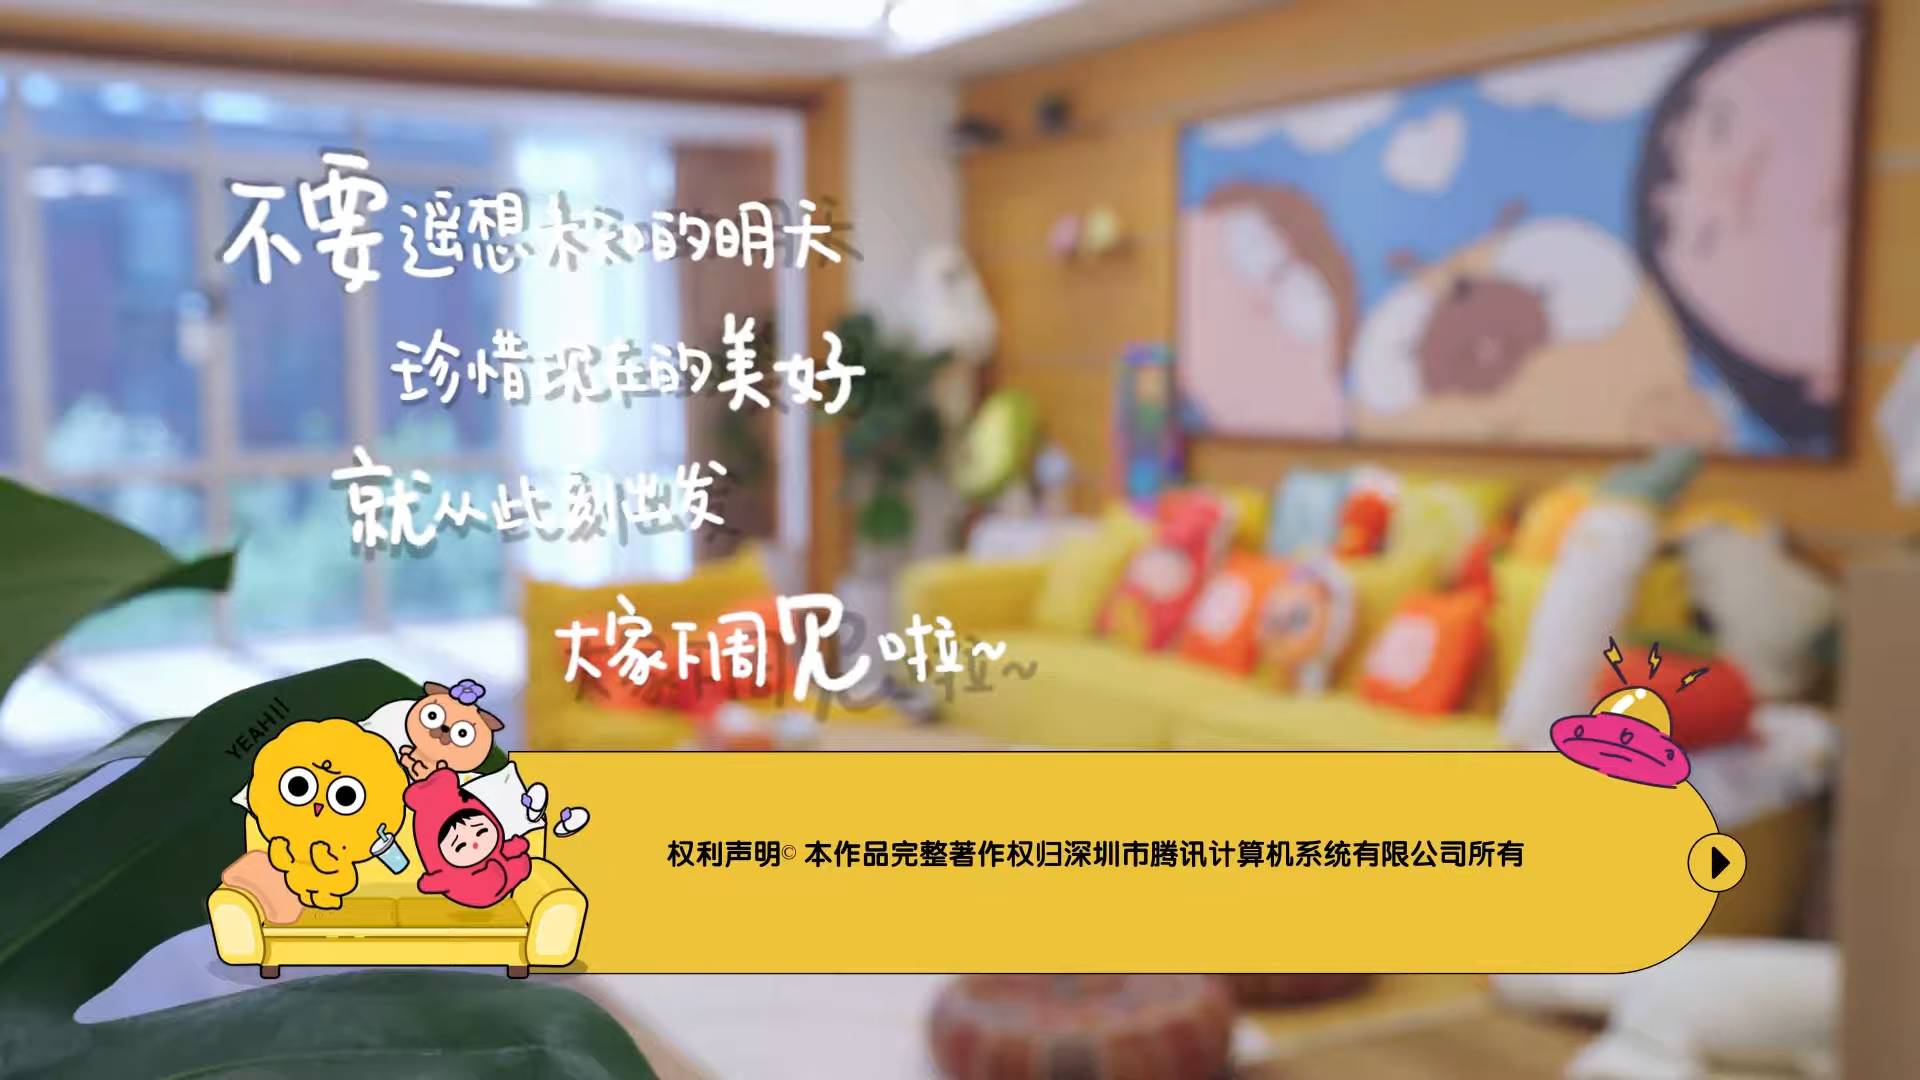 不要遥想未知的明天
珍惜现在的美好
就从此刻出发
大家下周见啦~
YEAH!!
权利声明© 本作品完整著作权归深圳市腾讯计算机系统有限公司所有